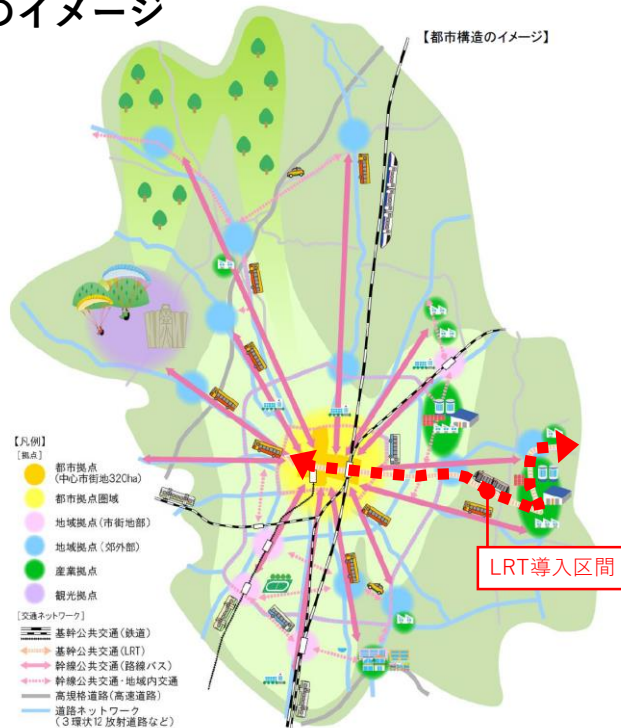 のイメージ
【都市構造のイメージ】
【凡例】
[拠点]
都市拠点
(中心市街地320ha)
都市拠点圏域
地域拠点(市街地部)
地域拠点(郊外部)
産業拠点
観光拠点
[交通ネットワーク]
基幹公共交通(鉄道)
基幹公共交通(LRT)
幹線公共交通(路線バス)
幹線公共交通・地域内交通
高規格道路(高速道路)
道路ネットワーク
(3環状12放射道路など)
LRT導入区間